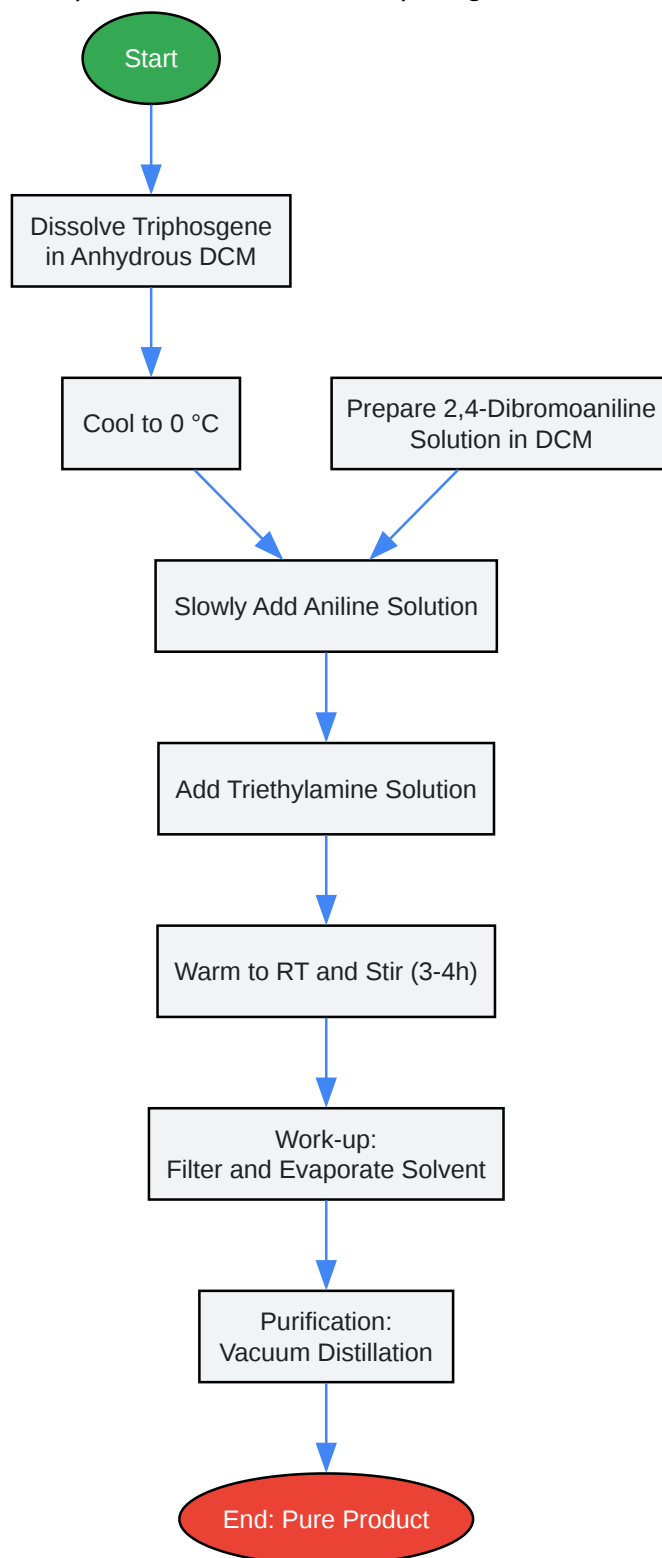 Start
Dissolve Triphosgene
in Anhydrous DCM
Cool to 0 °C
Prepare 2,4-Dibromoaniline
Solution in DCM
Slowly Add Aniline Solution
Add Triethylamine Solution
Warm to RT and Stir (3-4h)
Work-up:
Filter and Evaporate Solvent
Purification:
Vacuum Distillation
End: Pure Product